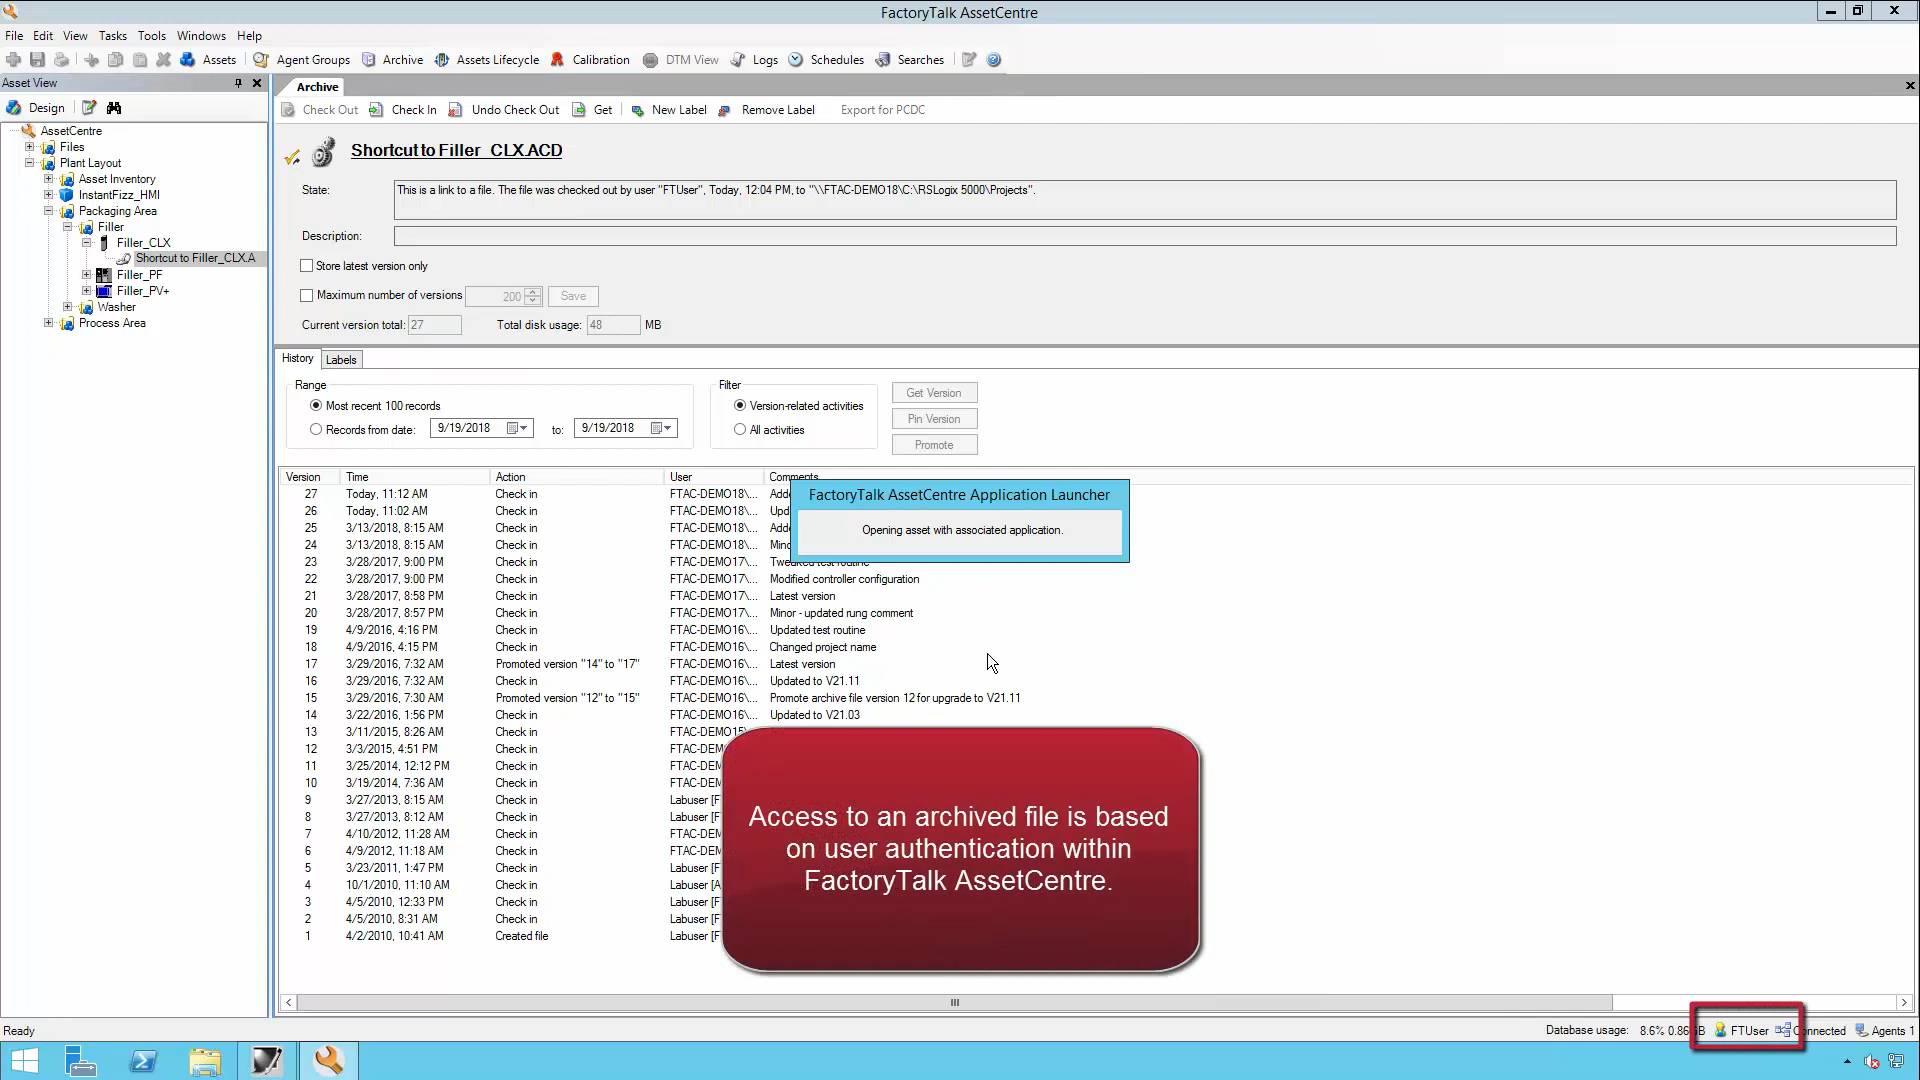 FactoryTalk AssetCentre
File Edit View Tasks Tools Windows Help
Assets Agent Groups Archive Assets Lifecycle Calibration DTM View Logs Schedules Searches
Asset View
Design
AssetCentre
Files
Plant Layout
Asset Inventory
InstantFizz_HMI
Packaging Area
Filler
Filler_CLX
Shortcut to Filler_CLX.A
Filler_PF
Filler_PV+
Washer
Process Area
Archive
Check Out Check In Undo Check Out Get New Label Remove Label Export for PCDC
Shortcut to Filler_CLX.ACD
State: This is a link to a file. The file was checked out by user "FTUser", Today, 12:04 PM, to "\\FTAC-DEMO18\C:\RSLogix 5000\Projects".
Description:
Store latest version only
Maximum number of versions 200 Save
Current version total: 27 Total disk usage: 48 MB
History Labels
Range Filter
Most recent 100 records Version-related activities Get Version
Records from date: 9/19/2018 to: 9/19/2018 All activities Pin Version
Promote
Version Time Action User Comments
27 Today, 11:12 AM Check in FTAC-DEMO18\...
26 Today, 11:02 AM Check in FTAC-DEMO18\...
25 3/13/2018, 8:15 AM Check in FTAC-DEMO18\...
24 3/13/2018, 8:15 AM Check in FTAC-DEMO18\...
23 3/28/2017, 9:00 PM Check in FTAC-DEMO17\... Tweaked test routine
22 3/28/2017, 9:00 PM Check in FTAC-DEMO17\... Modified controller configuration
21 3/28/2017, 8:58 PM Check in FTAC-DEMO17\... Latest version
20 3/28/2017, 8:57 PM Check in FTAC-DEMO17\... Minor - updated rung comment
19 4/9/2016, 4:16 PM Check in FTAC-DEMO16\... Updated test routine
18 4/9/2016, 4:15 PM Check in FTAC-DEMO16\... Changed project name
17 3/29/2016, 7:32 AM Promoted version "14" to "17" FTAC-DEMO16\... Latest version
16 3/29/2016, 7:32 AM Check in FTAC-DEMO16\... Updated to V21.11
15 3/29/2016, 7:30 AM Promoted version "12" to "15" FTAC-DEMO16\... Promote archive file version 12 for upgrade to V21.11
14 3/22/2016, 1:56 PM Check in FTAC-DEMO16\... Updated to V21.03
13 3/11/2015, 8:26 AM Check in FTAC-DEMO15\...
12 3/3/2015, 4:51 PM Check in FTAC-DEM
11 3/25/2014, 12:12 PM Check in FTAC-DEM
10 3/19/2014, 7:36 AM Check in FTAC-DEM
9 3/27/2013, 8:15 AM Check in Labuser [F
8 3/27/2013, 8:12 AM Check in Labuser [F
7 4/10/2012, 11:28 AM Check in FTAC-DEM
6 4/9/2012, 11:18 AM Check in FTAC-DEM
5 3/23/2011, 1:47 PM Check in Labuser [F
4 10/1/2010, 11:10 AM Check in Labuser [A
3 4/5/2010, 12:33 PM Check in Labuser [F
2 4/5/2010, 8:31 AM Check in Labuser [F
1 4/2/2010, 10:41 AM Created file Labuser [F
FactoryTalk AssetCentre Application Launcher
Opening asset with associated application.
Access to an archived file is based
on user authentication within
FactoryTalk AssetCentre.
Ready Database usage: 8.6% FTUser Connected Agents 1